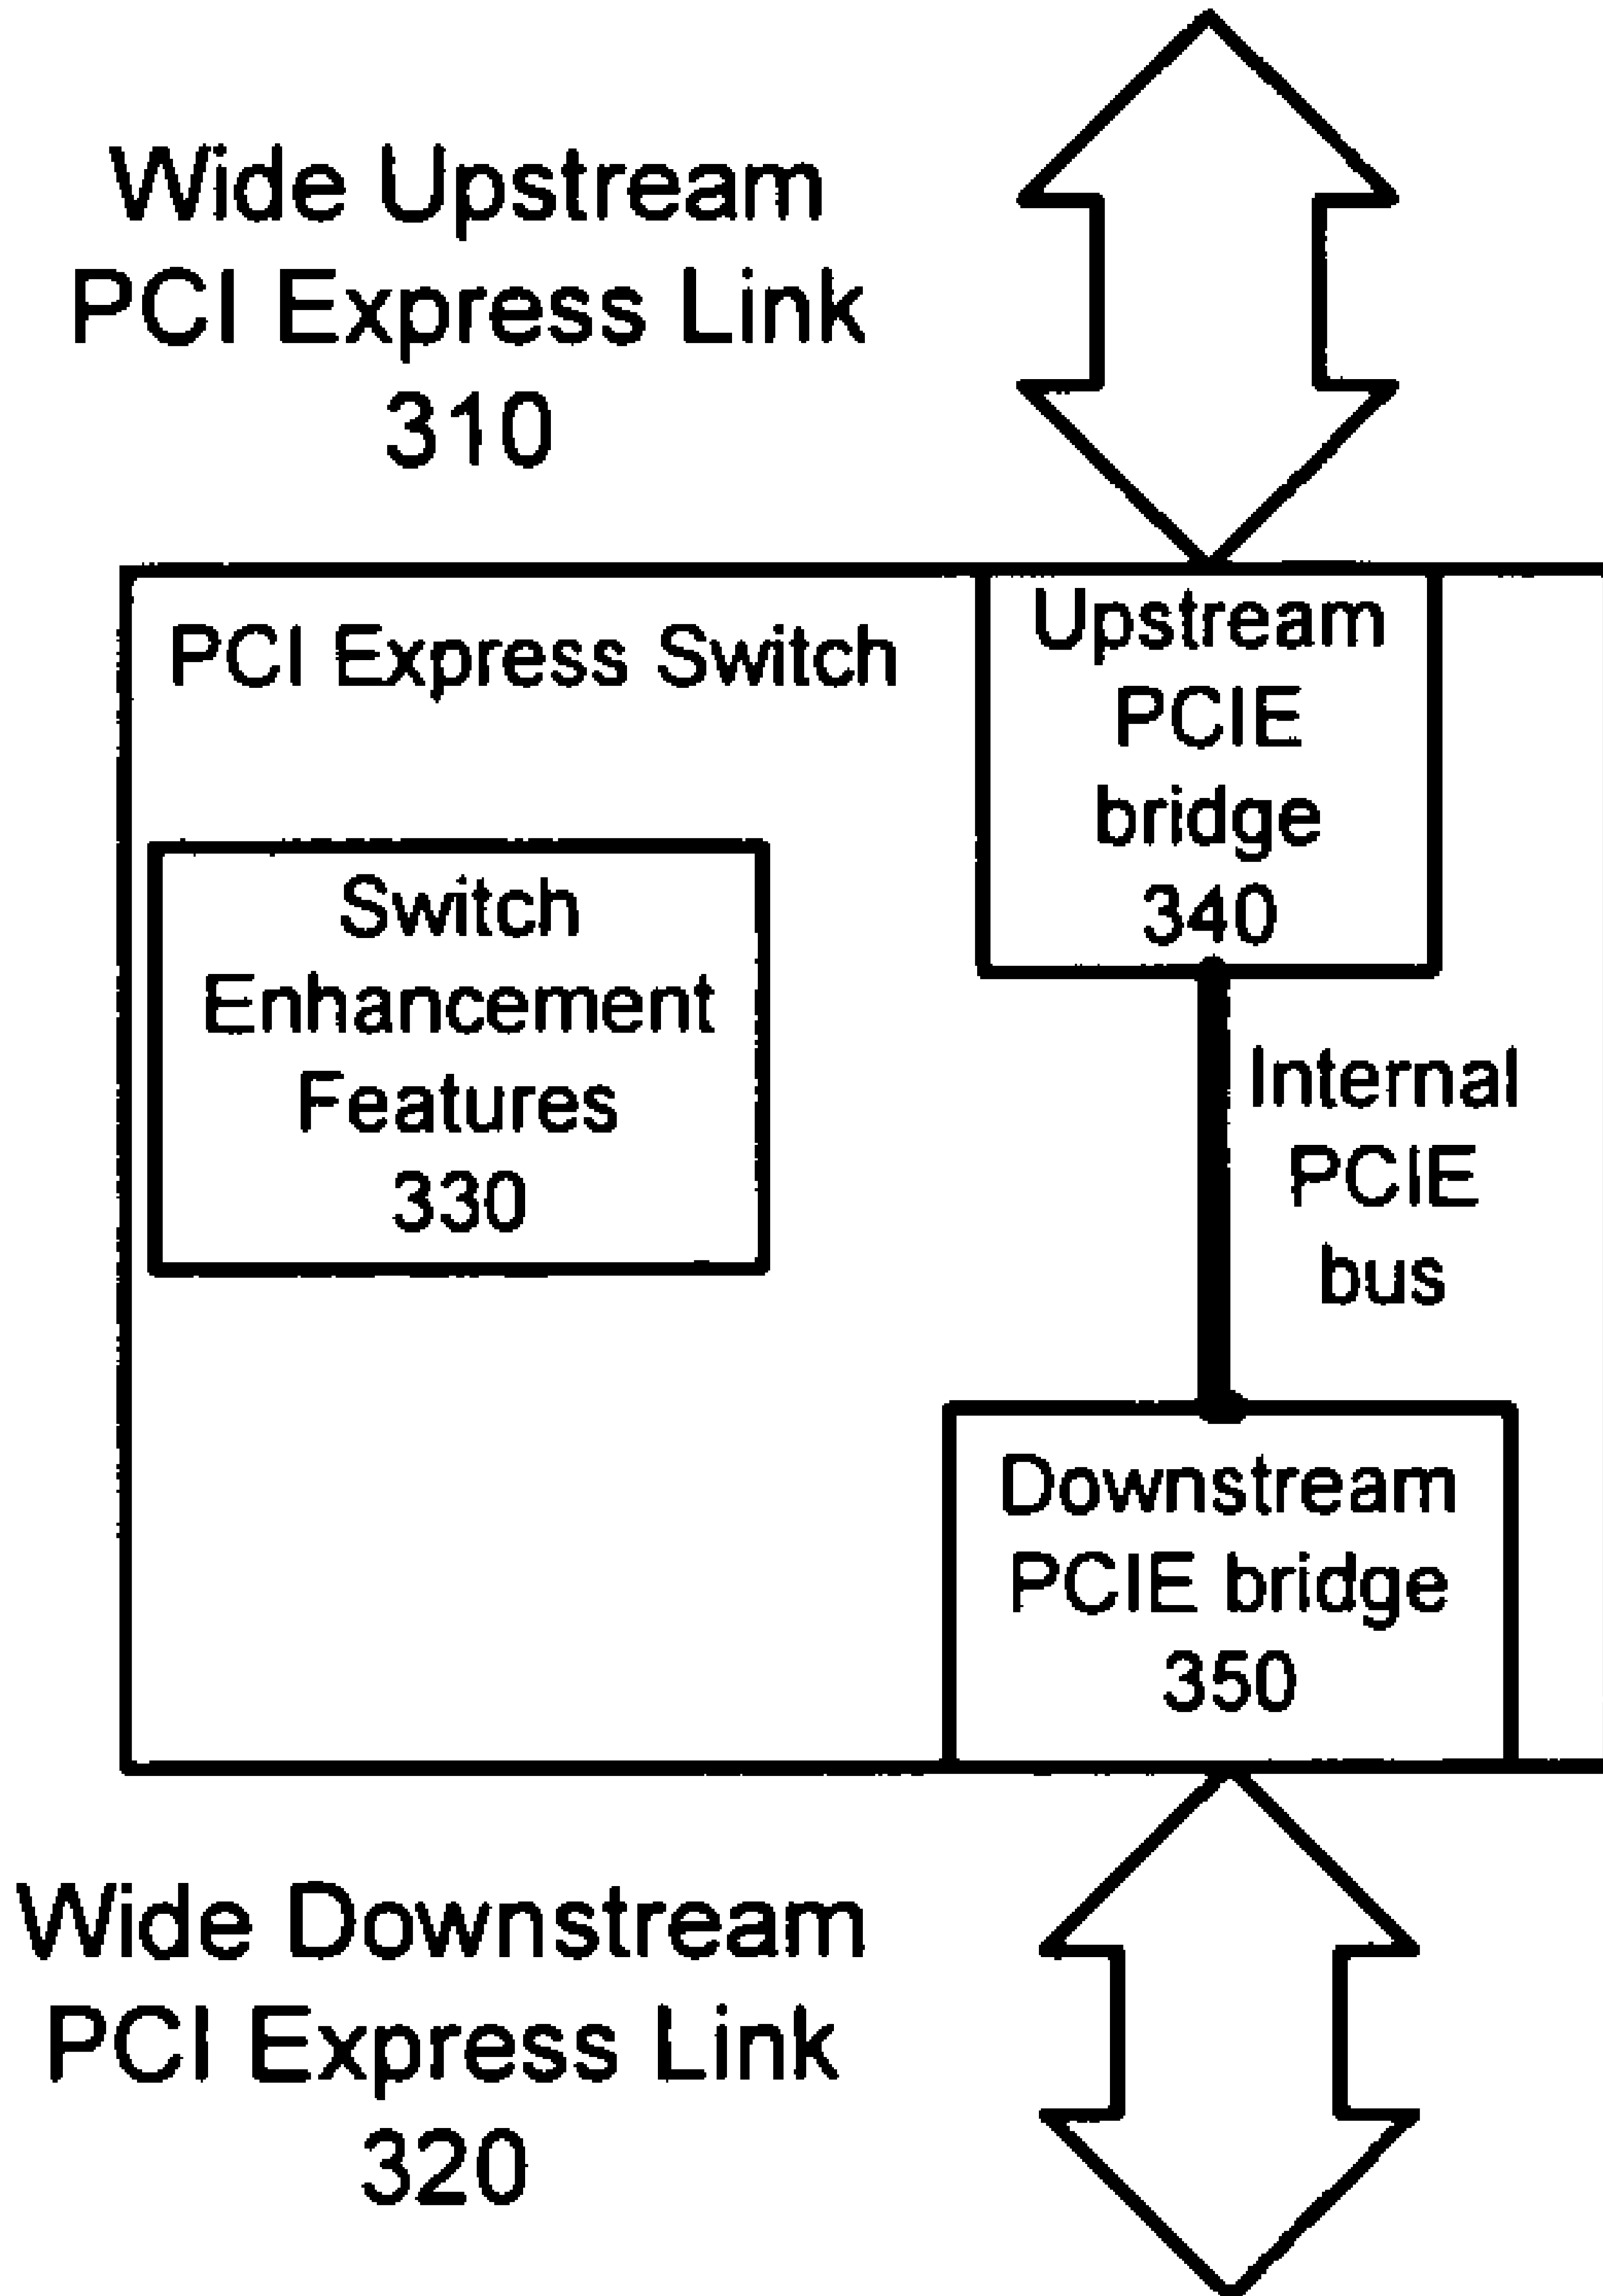 Wide Upstream
PCI Express Link
310
PCI Express Switch
Upstream
PCIE
bridge
340
Switch
Enhancement
Features
330
Internal
PCIE
bus
Downstream
PCIE bridge
350
Wide Downstream
PCI Express Link
320